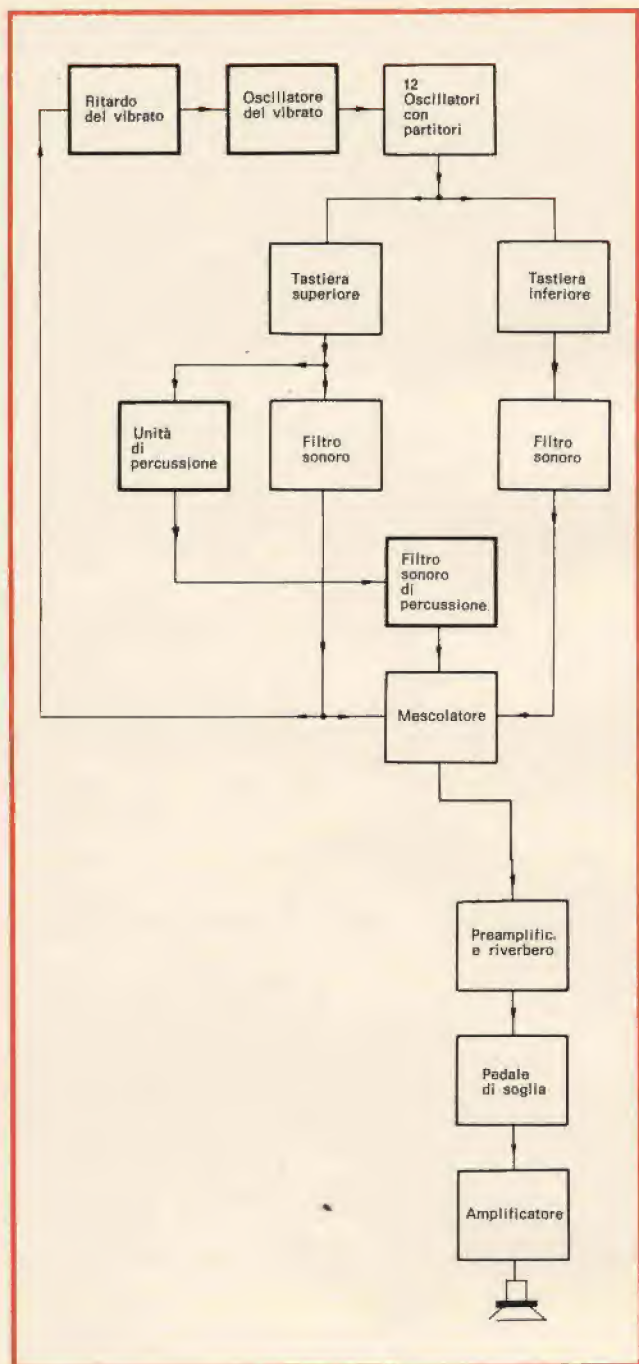 Ritardo
del vibrato
Oscillatore
del vibrato
12
Oscillatori
con
partitori
Tastiera
superiore
Tastiera
inferiore
Unità
di
percussione
Filtro
sonoro
Filtro
sonoro
Filtro
sonoro
di
percussione
Mescolatore
Preamplific.
e riverbero
Pedale
di soglia
Amplificatore